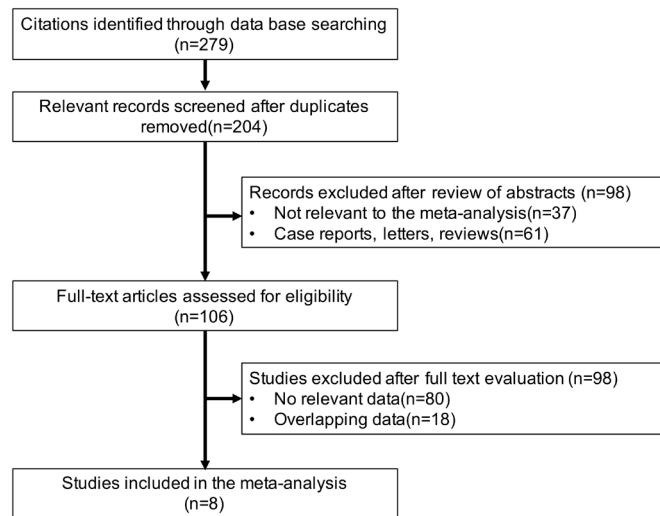 Citations identified through data base searching
(n=279)
Relevant records screened after duplicates
removed(n=204)
Records excluded after review of abstracts (n=98)
• Not relevant to the meta-analysis(n=37)
• Case reports, letters, reviews(n=61)
Full-text articles assessed for eligibility
(n=106)
Studies excluded after full text evaluation (n=98)
• No relevant data(n=80)
• Overlapping data(n=18)
Studies included in the meta-analysis
(n=8)